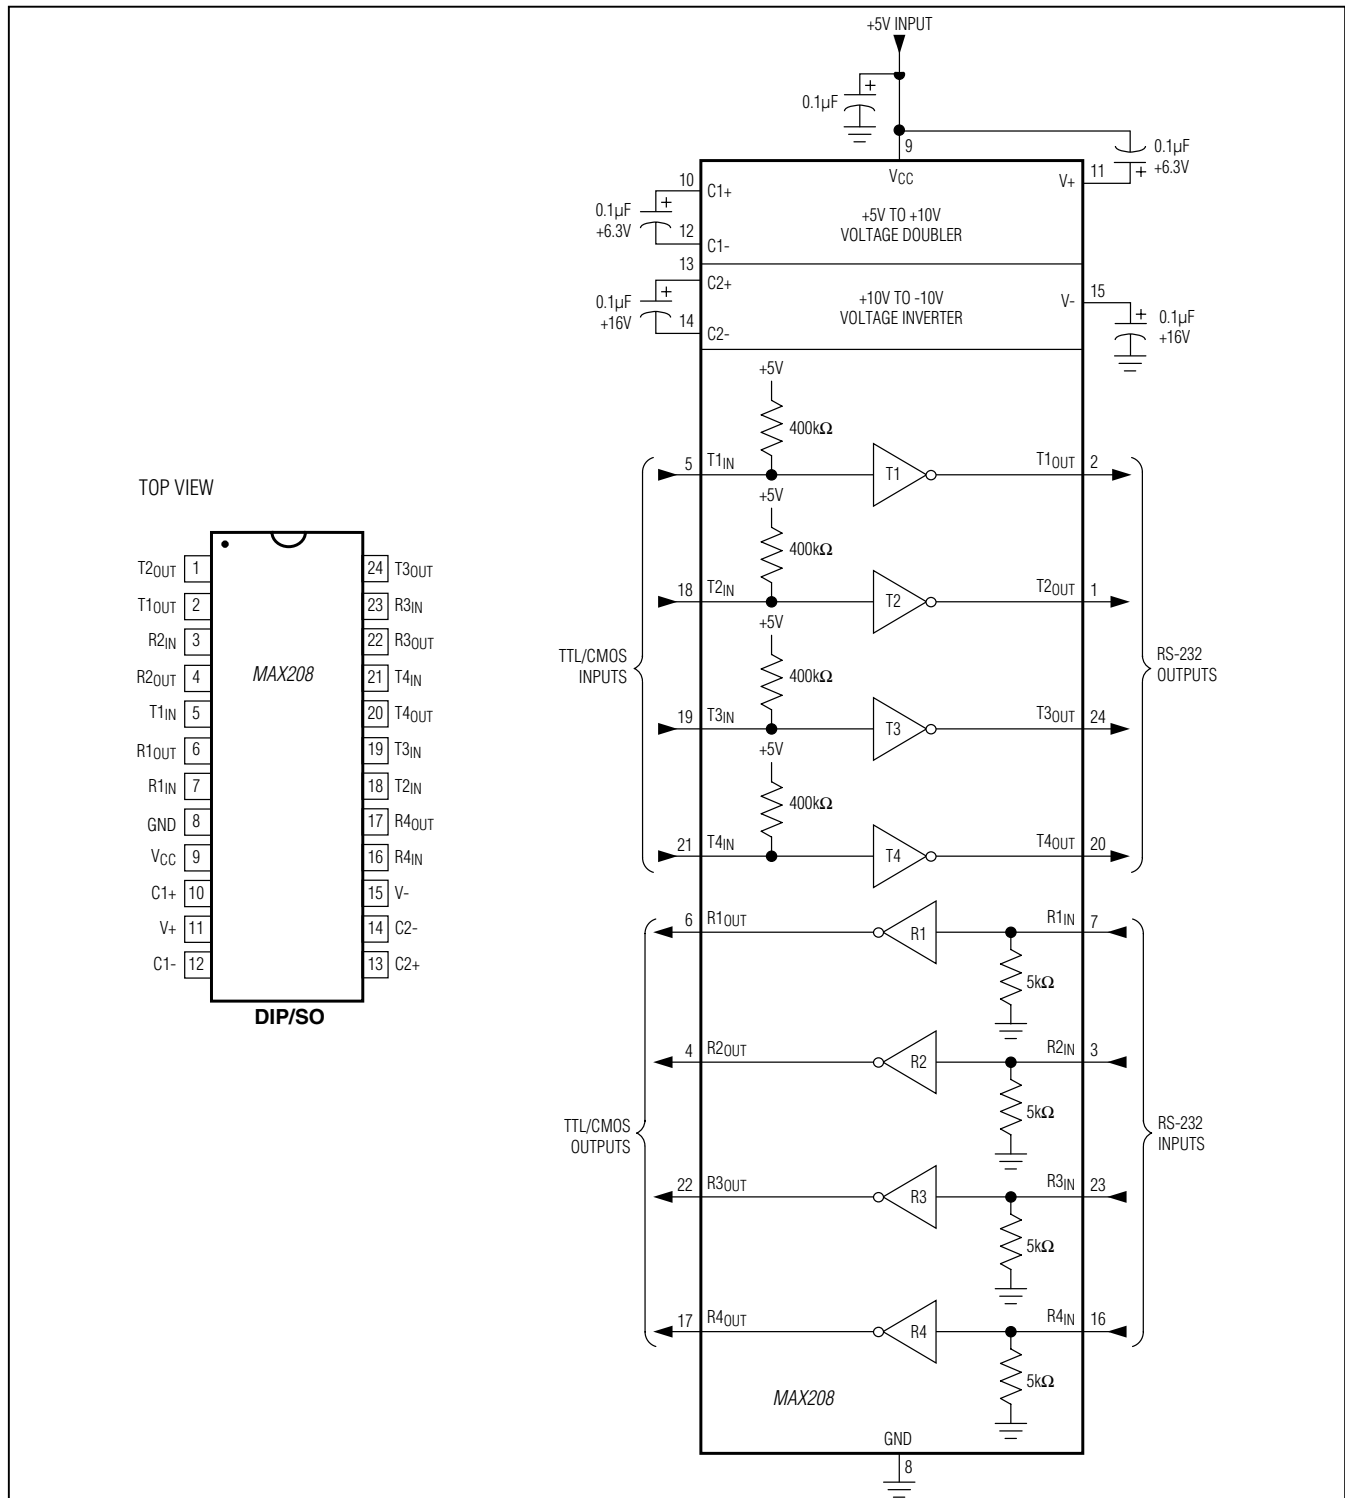 TOP VIEW
T2OUT 1
T1OUT 2
R2IN 3
R2OUT 4
T1IN 5
R1OUT 6
R1IN 7
GND 8
VCC 9
C1+ 10
V+ 11
C1- 12
24 T3OUT
23 R3IN
22 R3OUT
21 T4IN
20 T4OUT
19 T3IN
18 T2IN
17 R4OUT
16 R4IN
15 V-
14 C2-
13 C2+
MAX208
DIP/SO
+5V INPUT
0.1µF
+
9
VCC
0.1µF
+6.3V
+
11
V+
10
C1+
+
0.1µF
+6.3V
12
C1-
+5V TO +10V
VOLTAGE DOUBLER
13
C2+
+
0.1µF
+16V
14
C2-
+10V TO -10V
VOLTAGE INVERTER
V-
15
+
0.1µF
+16V
+5V
400kΩ
5 T1IN T1 T1OUT 2
+5V
400kΩ
18 T2IN T2 T2OUT 1
+5V
400kΩ
19 T3IN T3 T3OUT 24
+5V
400kΩ
21 T4IN T4 T4OUT 20
TTL/CMOS
INPUTS
RS-232
OUTPUTS
6 R1OUT R1 R1IN 7
5kΩ
4 R2OUT R2 R2IN 3
5kΩ
22 R3OUT R3 R3IN 23
5kΩ
17 R4OUT R4 R4IN 16
5kΩ
TTL/CMOS
OUTPUTS
RS-232
INPUTS
MAX208
GND
8